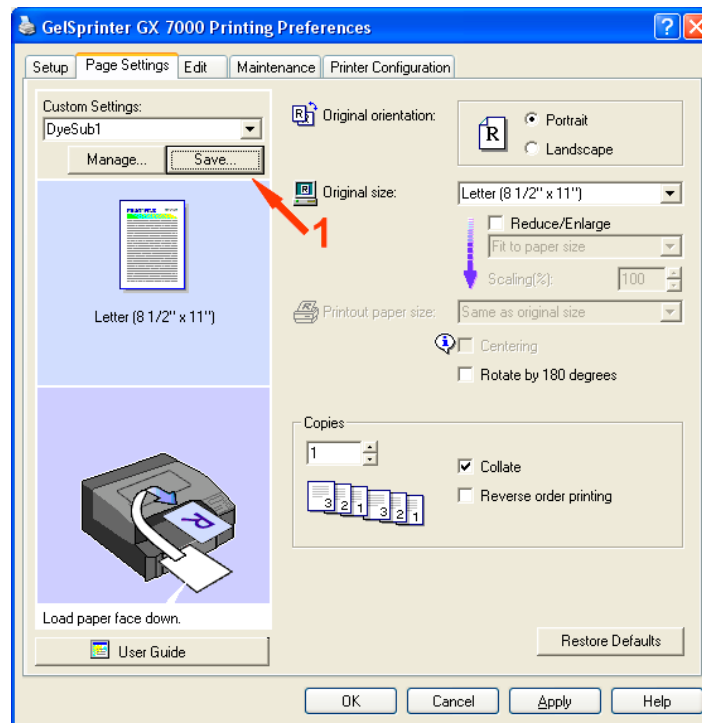 GelSprinter GX 7000 Printing Preferences
Setup
Page Settings
Edit
Maintenance
Printer Configuration
Custom Settings:
DyeSub1
Manage...
Save...
1
Letter (8 1/2" x 11")
Load paper face down.
User Guide
Original orientation:
R
Portrait
Landscape
Original size:
Letter (8 1/2" x 11")
Reduce/Enlarge
Fit to paper size
Scaling(%):
100
Printout paper size:
Same as original size
Centering
Rotate by 180 degrees
Copies
1
3 2 1 3 2 1
Collate
Reverse order printing
Restore Defaults
OK
Cancel
Apply
Help